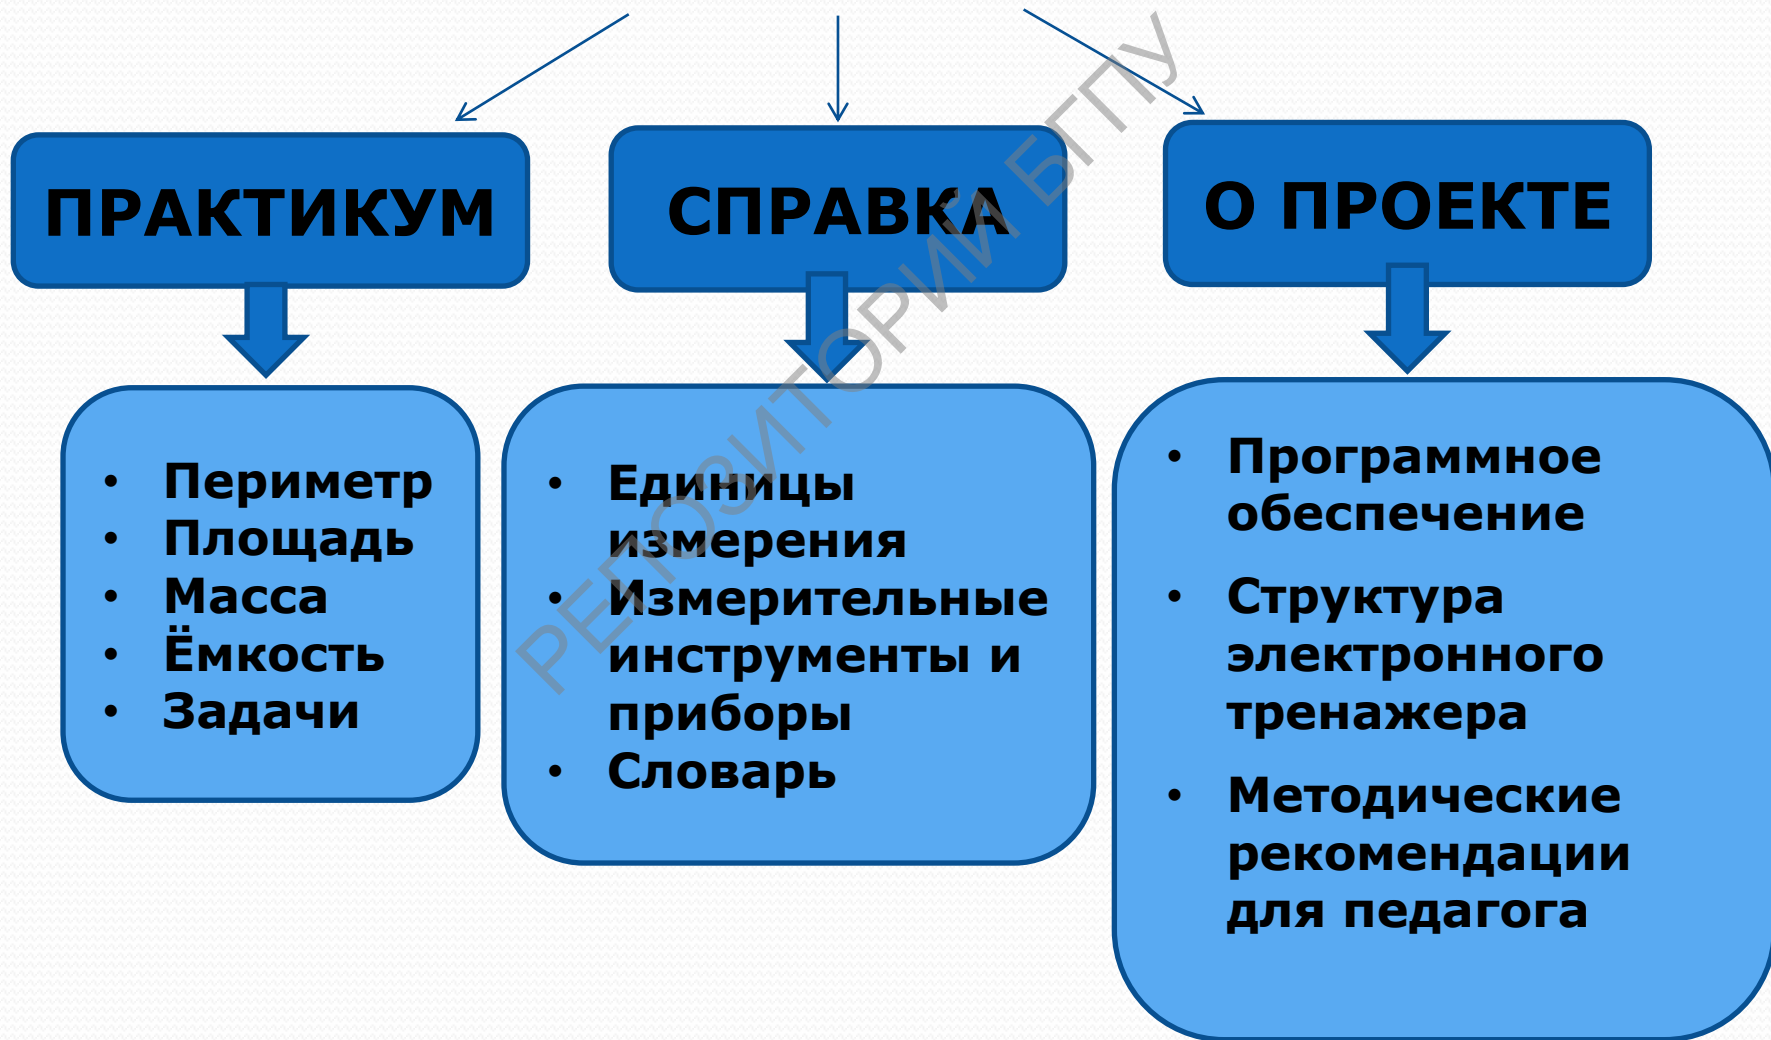 ПРАКТИКУМ
СПРАВКА
О ПРОЕКТЕ
• Периметр
• Площадь
• Масса
• Ёмкость
• Задачи
• Единицы
измерения
• Измерительные
инструменты и
приборы
• Словарь
• Программное
обеспечение
• Структура
электронного
тренажера
• Методические
рекомендации
для педагога
РЕПОЗИТОРИЙ БГПУ